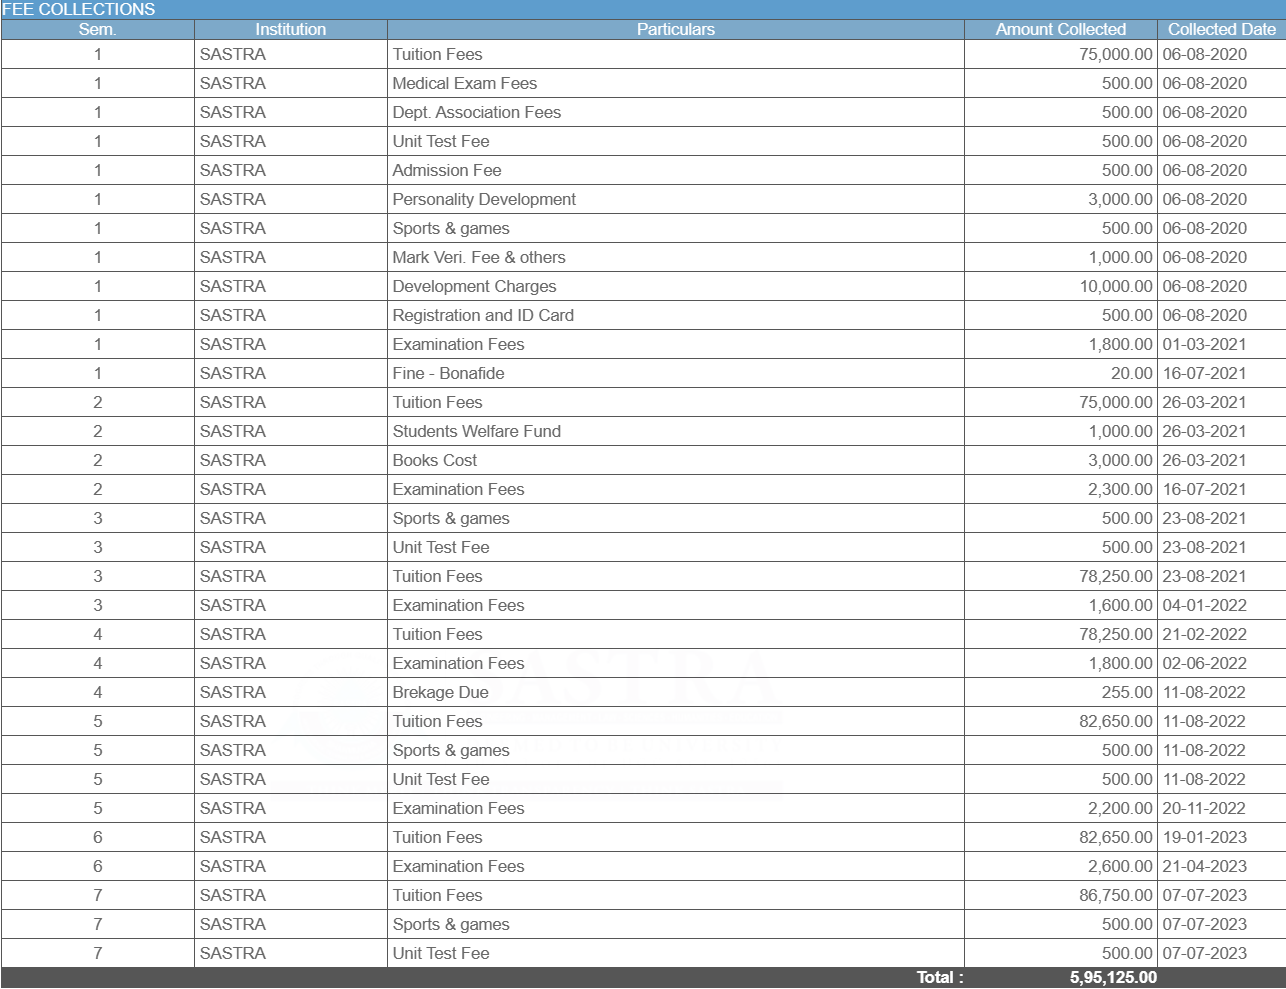 FEE COLLECTIONS
Sem. Institution Particulars Amount Collected Collected Date
1 SASTRA Tuition Fees 75,000.00 06-08-2020
1 SASTRA Medical Exam Fees 500.00 06-08-2020
1 SASTRA Dept. Association Fees 500.00 06-08-2020
1 SASTRA Unit Test Fee 500.00 06-08-2020
1 SASTRA Admission Fee 500.00 06-08-2020
1 SASTRA Personality Development 3,000.00 06-08-2020
1 SASTRA Sports & games 500.00 06-08-2020
1 SASTRA Mark Veri. Fee & others 1,000.00 06-08-2020
1 SASTRA Development Charges 10,000.00 06-08-2020
1 SASTRA Registration and ID Card 500.00 06-08-2020
1 SASTRA Examination Fees 1,800.00 01-03-2021
1 SASTRA Fine - Bonafide 20.00 16-07-2021
2 SASTRA Tuition Fees 75,000.00 26-03-2021
2 SASTRA Students Welfare Fund 1,000.00 26-03-2021
2 SASTRA Books Cost 3,000.00 26-03-2021
2 SASTRA Examination Fees 2,300.00 16-07-2021
3 SASTRA Sports & games 500.00 23-08-2021
3 SASTRA Unit Test Fee 500.00 23-08-2021
3 SASTRA Tuition Fees 78,250.00 23-08-2021
3 SASTRA Examination Fees 1,600.00 04-01-2022
4 SASTRA Tuition Fees 78,250.00 21-02-2022
4 SASTRA Examination Fees 1,800.00 02-06-2022
4 SASTRA Brekage Due 255.00 11-08-2022
5 SASTRA Tuition Fees 82,650.00 11-08-2022
5 SASTRA Sports & games 500.00 11-08-2022
5 SASTRA Unit Test Fee 500.00 11-08-2022
5 SASTRA Examination Fees 2,200.00 20-11-2022
6 SASTRA Tuition Fees 82,650.00 19-01-2023
6 SASTRA Examination Fees 2,600.00 21-04-2023
7 SASTRA Tuition Fees 86,750.00 07-07-2023
7 SASTRA Sports & games 500.00 07-07-2023
7 SASTRA Unit Test Fee 500.00 07-07-2023
Total : 5,95,125.00
SASTRA